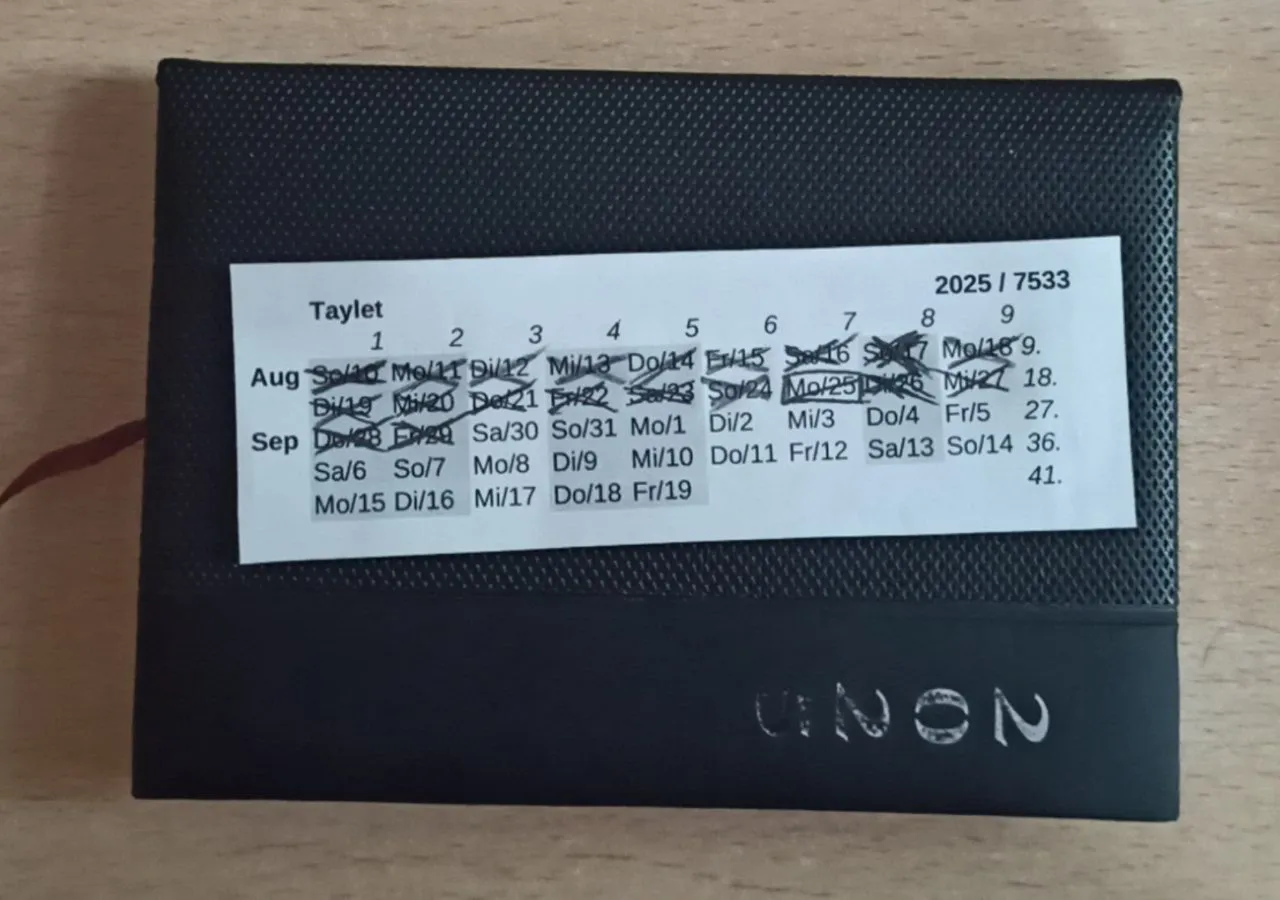 Taylet 2025 / 7533
1 2 3 4 5 6 7 8 9
Aug So/10 Mo/11 Di/12 Mi/13 Do/14 Fr/15 Sa/16 So/17 Mo/18 9.
Di/19 Mi/20 Do/21 Fr/22 Sa/23 So/24 Mo/25 Di/26 Mi/27 18.
Sep Do/28 Fr/29 Sa/30 So/31 Mo/1 Di/2 Mi/3 Do/4 Fr/5 27.
Sa/6 So/7 Mo/8 Di/9 Mi/10 Do/11 Fr/12 Sa/13 So/14 36.
Mo/15 Di/16 Mi/17 Do/18 Fr/19 41.
2025